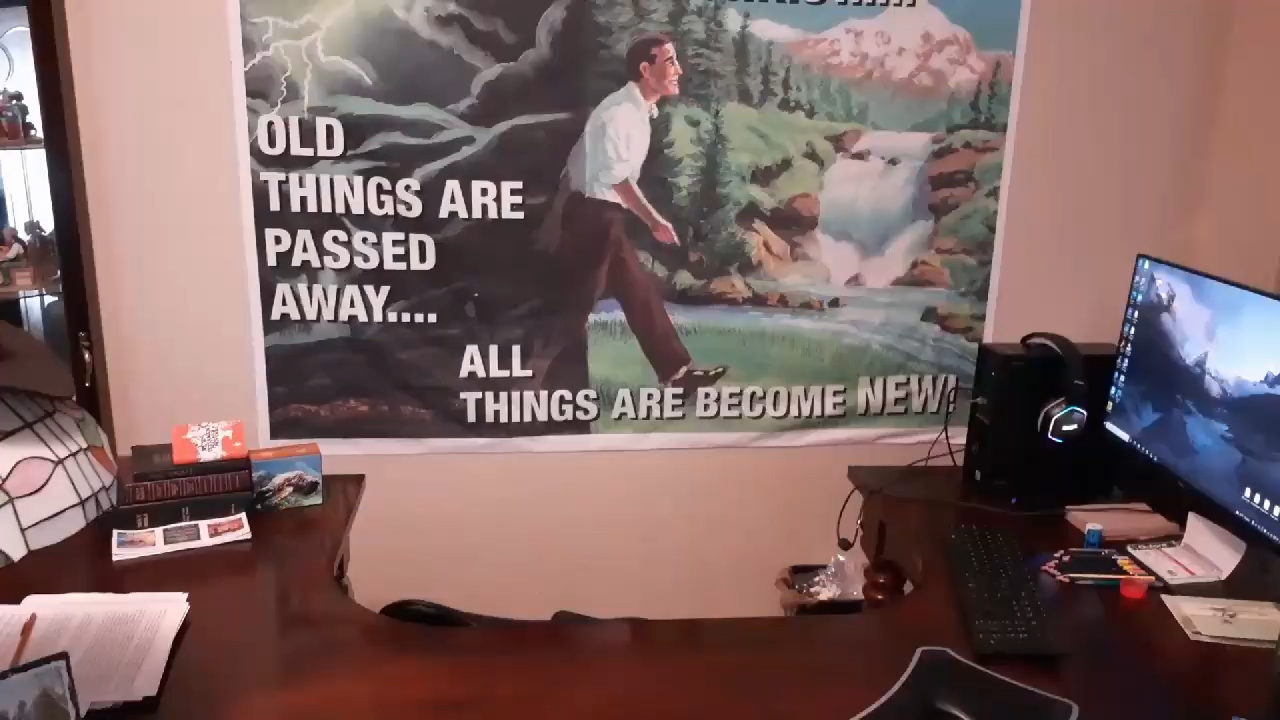 OLD
THINGS ARE
PASSED
AWAY....
ALL
THINGS ARE BECOME NEW!